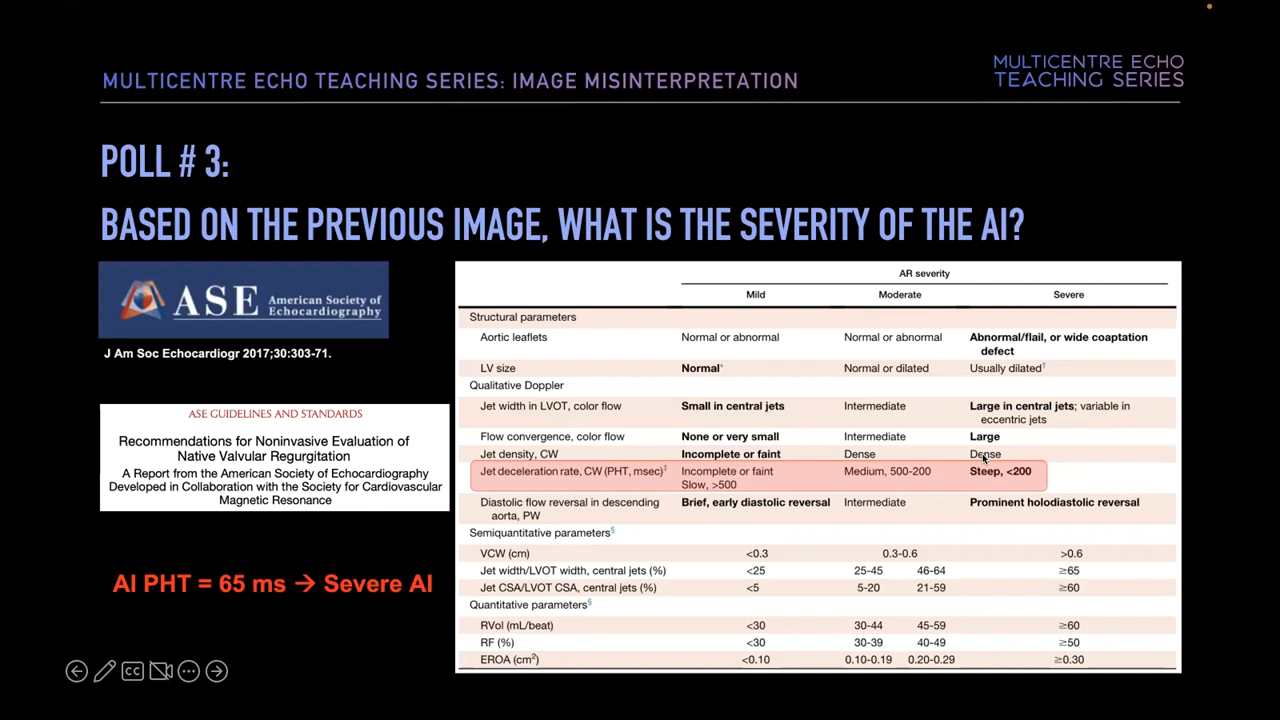 MULTICENTRE ECHO TEACHING SERIES: IMAGE MISINTERPRETATION
MULTICENTRE ECHO
TEACHING SERIES
POLL # 3:
BASED ON THE PREVIOUS IMAGE, WHAT IS THE SEVERITY OF THE AI?
ASE American Society of
Echocardiography
J Am Soc Echocardiogr 2017;30:303-71.
ASE GUIDELINES AND STANDARDS
Recommendations for Noninvasive Evaluation of
Native Valvular Regurgitation
A Report from the American Society of Echocardiography
Developed in Collaboration with the Society for Cardiovascular
Magnetic Resonance
AI PHT = 65 ms → Severe AI
AR severity
Mild Moderate Severe
Structural parameters
Aortic leaflets Normal or abnormal Normal or abnormal Abnormal/flail, or wide coaptation
defect
LV size Normal* Normal or dilated Usually dilated†
Qualitative Doppler
Jet width in LVOT, color flow Small in central jets Intermediate Large in central jets; variable in
eccentric jets
Flow convergence, color flow None or very small Intermediate Large
Jet density, CW Incomplete or faint Dense Dense
Jet deceleration rate, CW (PHT, msec)‡ Incomplete or faint Medium, 500-200 Steep, <200
Slow, >500
Diastolic flow reversal in descending Brief, early diastolic reversal Intermediate Prominent holodiastolic reversal
aorta, PW
Semiquantitative parameters§
VCW (cm) <0.3 0.3-0.6 >0.6
Jet width/LVOT width, central jets (%) <25 25-45 46-64 ≥65
Jet CSA/LVOT CSA, central jets (%) <5 5-20 21-59 ≥60
Quantitative parameters§
RVol (mL/beat) <30 30-44 45-59 ≥60
RF (%) <30 30-39 40-49 ≥50
EROA (cm²) <0.10 0.10-0.19 0.20-0.29 ≥0.30
CC